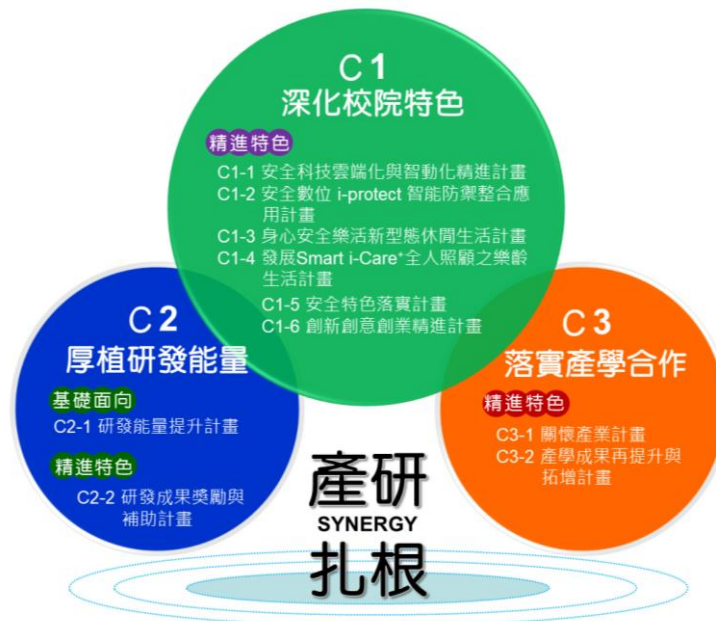 C1
深化校院特色
精進特色
C1-1 安全科技雲端化與智動化精進計畫
C1-2 安全數位 i-protect 智能防禦整合應
用計畫
C1-3 身心安全樂活新型態休閒生活計畫
C1-4 發展Smart i-Care⁺全人照顧之樂齡
生活計畫
C1-5 安全特色落實計畫
C1-6 創新創意創業精進計畫
C2
厚植研發能量
基礎面向
C2-1 研發能量提升計畫
精進特色
C2-2 研發成果獎勵與
補助計畫
C3
落實產學合作
精進特色
C3-1 關懷產業計畫
C3-2 產學成果再提升與
拓增計畫
產研
SYNERGY
扎根